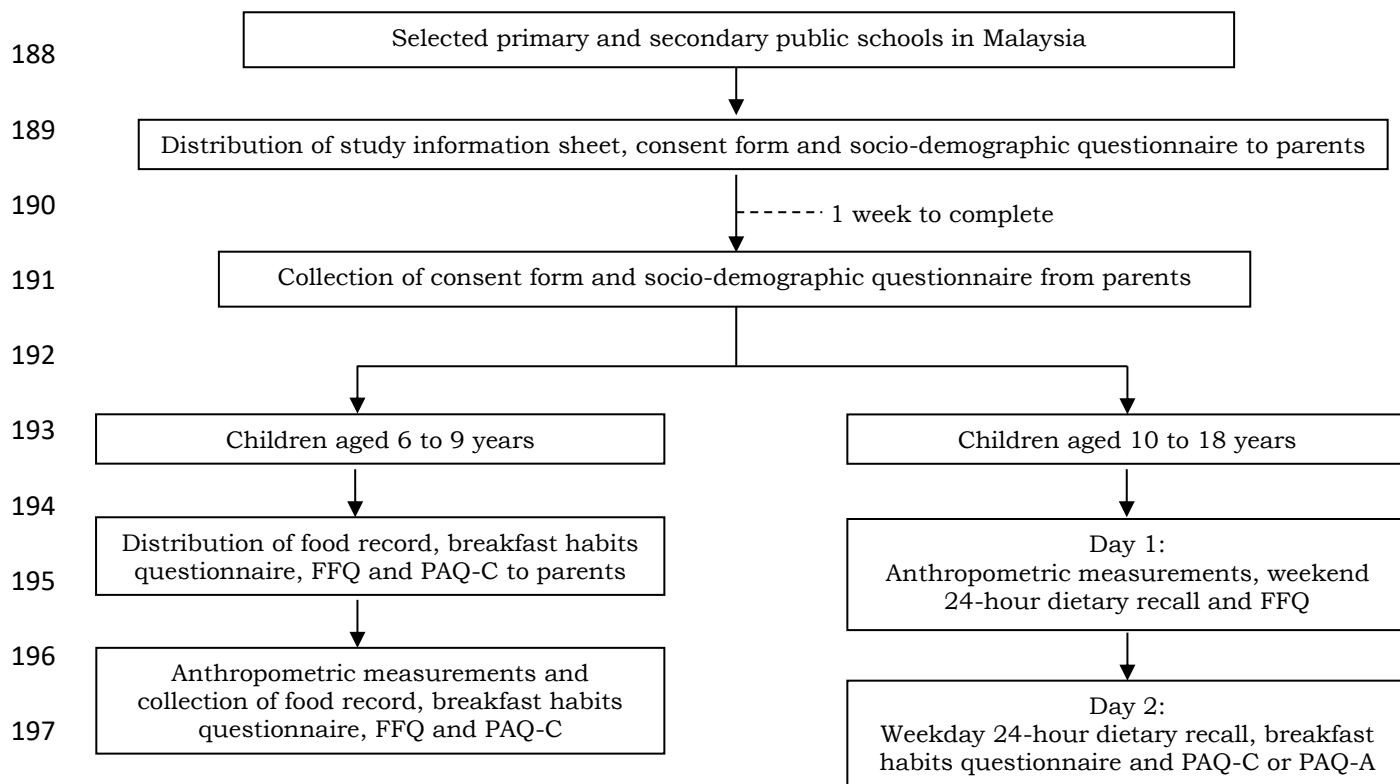 188
Selected primary and secondary public schools in Malaysia
189
Distribution of study information sheet, consent form and socio-demographic questionnaire to parents
190
1 week to complete
191
Collection of consent form and socio-demographic questionnaire from parents
192
193
Children aged 6 to 9 years
Children aged 10 to 18 years
194
Distribution of food record, breakfast habits
questionnaire, FFQ and PAQ-C to parents
195
Day 1:
Anthropometric measurements, weekend
24-hour dietary recall and FFQ
196
Anthropometric measurements and
collection of food record, breakfast habits
questionnaire, FFQ and PAQ-C
197
Day 2:
Weekday 24-hour dietary recall, breakfast
habits questionnaire and PAQ-C or PAQ-A